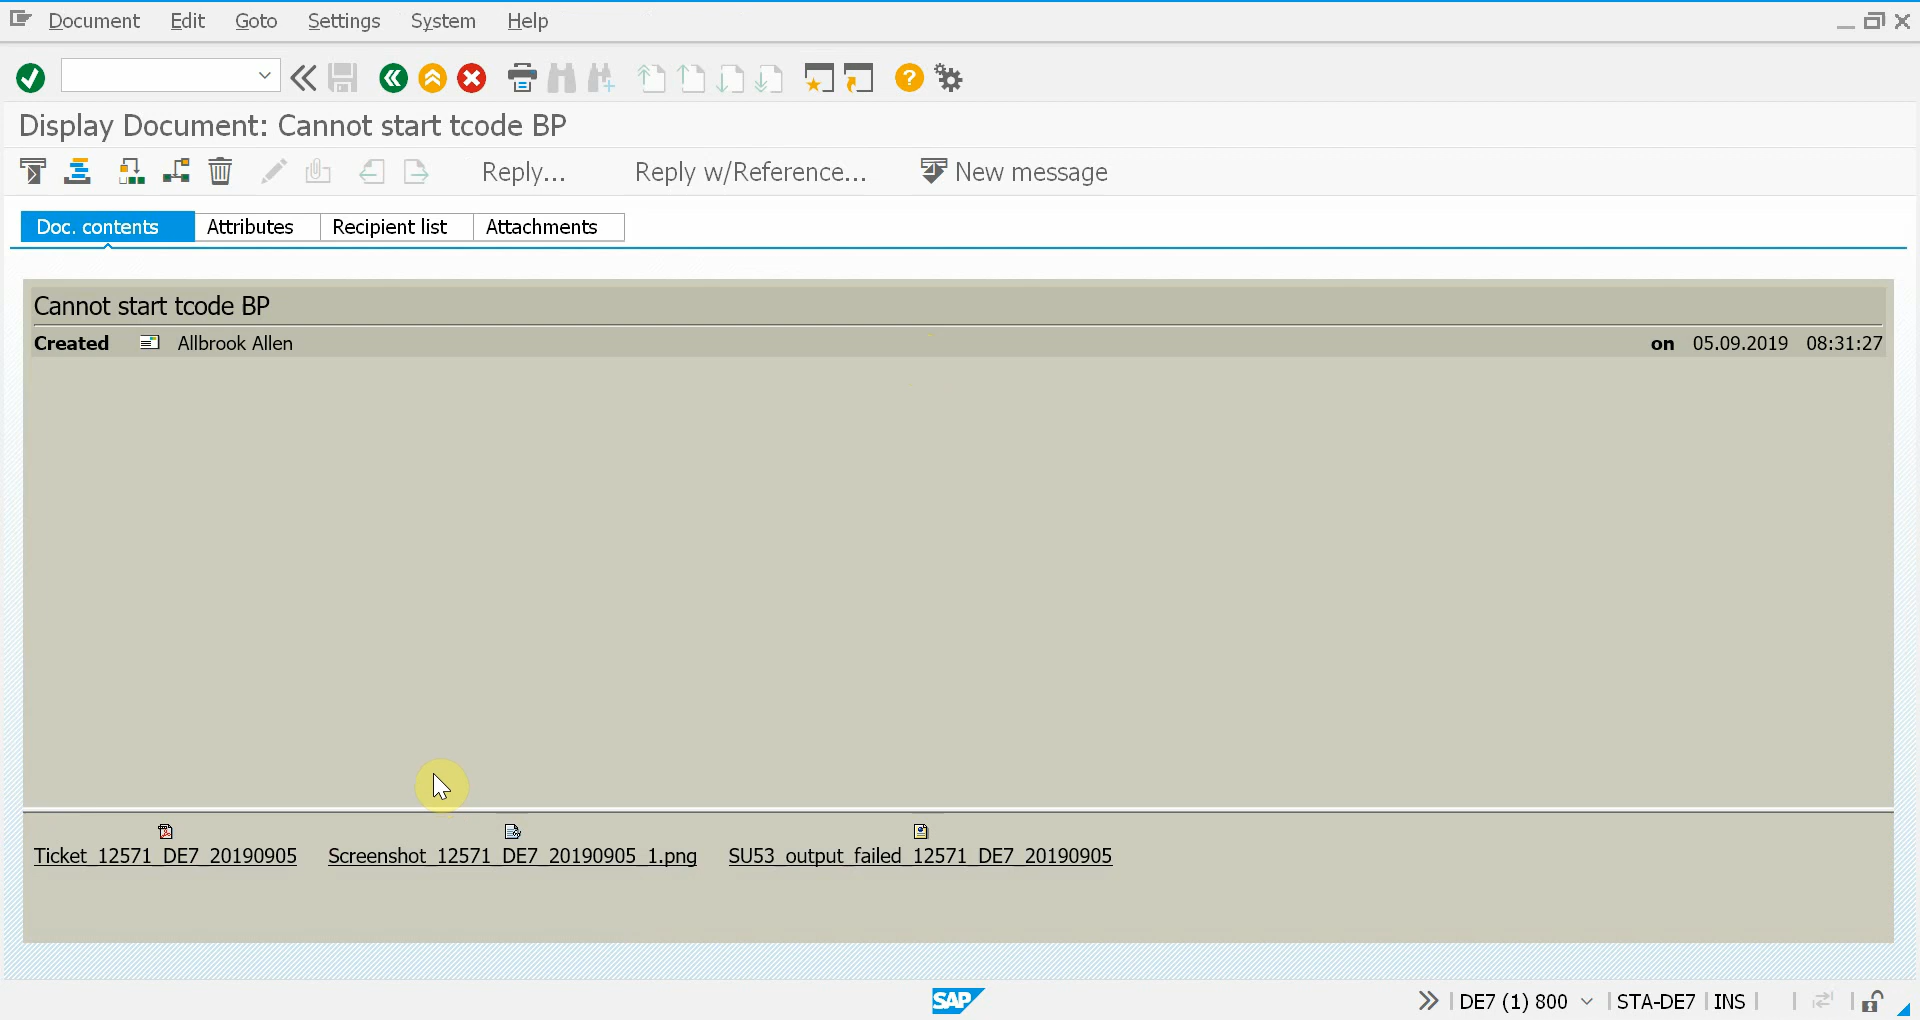 Document Edit Goto Settings System Help
Display Document: Cannot start tcode BP
Reply... Reply w/Reference... New message
Doc. contents Attributes Recipient list Attachments
Cannot start tcode BP
Created Allbrook Allen on 05.09.2019 08:31:27
Ticket_12571_DE7_20190905 Screenshot_12571_DE7_20190905_1.png SU53_output_failed_12571_DE7_20190905
SAP DE7 (1) 800 STA-DE7 INS